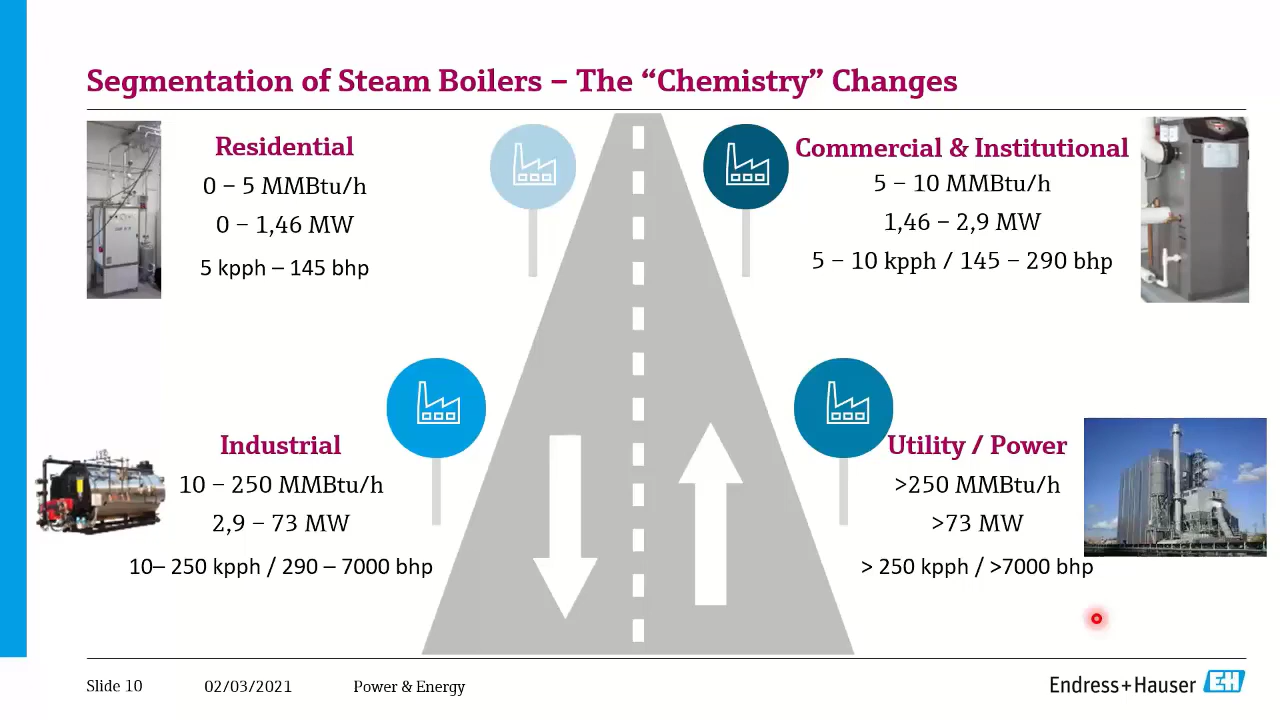 Segmentation of Steam Boilers – The “Chemistry” Changes
Residential
0 – 5 MMBtu/h
0 – 1,46 MW
5 kpph – 145 bhp
Commercial & Institutional
5 – 10 MMBtu/h
1,46 – 2,9 MW
5 – 10 kpph / 145 – 290 bhp
Industrial
10 – 250 MMBtu/h
2,9 – 73 MW
10– 250 kpph / 290 – 7000 bhp
Utility / Power
>250 MMBtu/h
>73 MW
> 250 kpph / >7000 bhp
Slide 10 02/03/2021 Power & Energy
Endress+Hauser EH